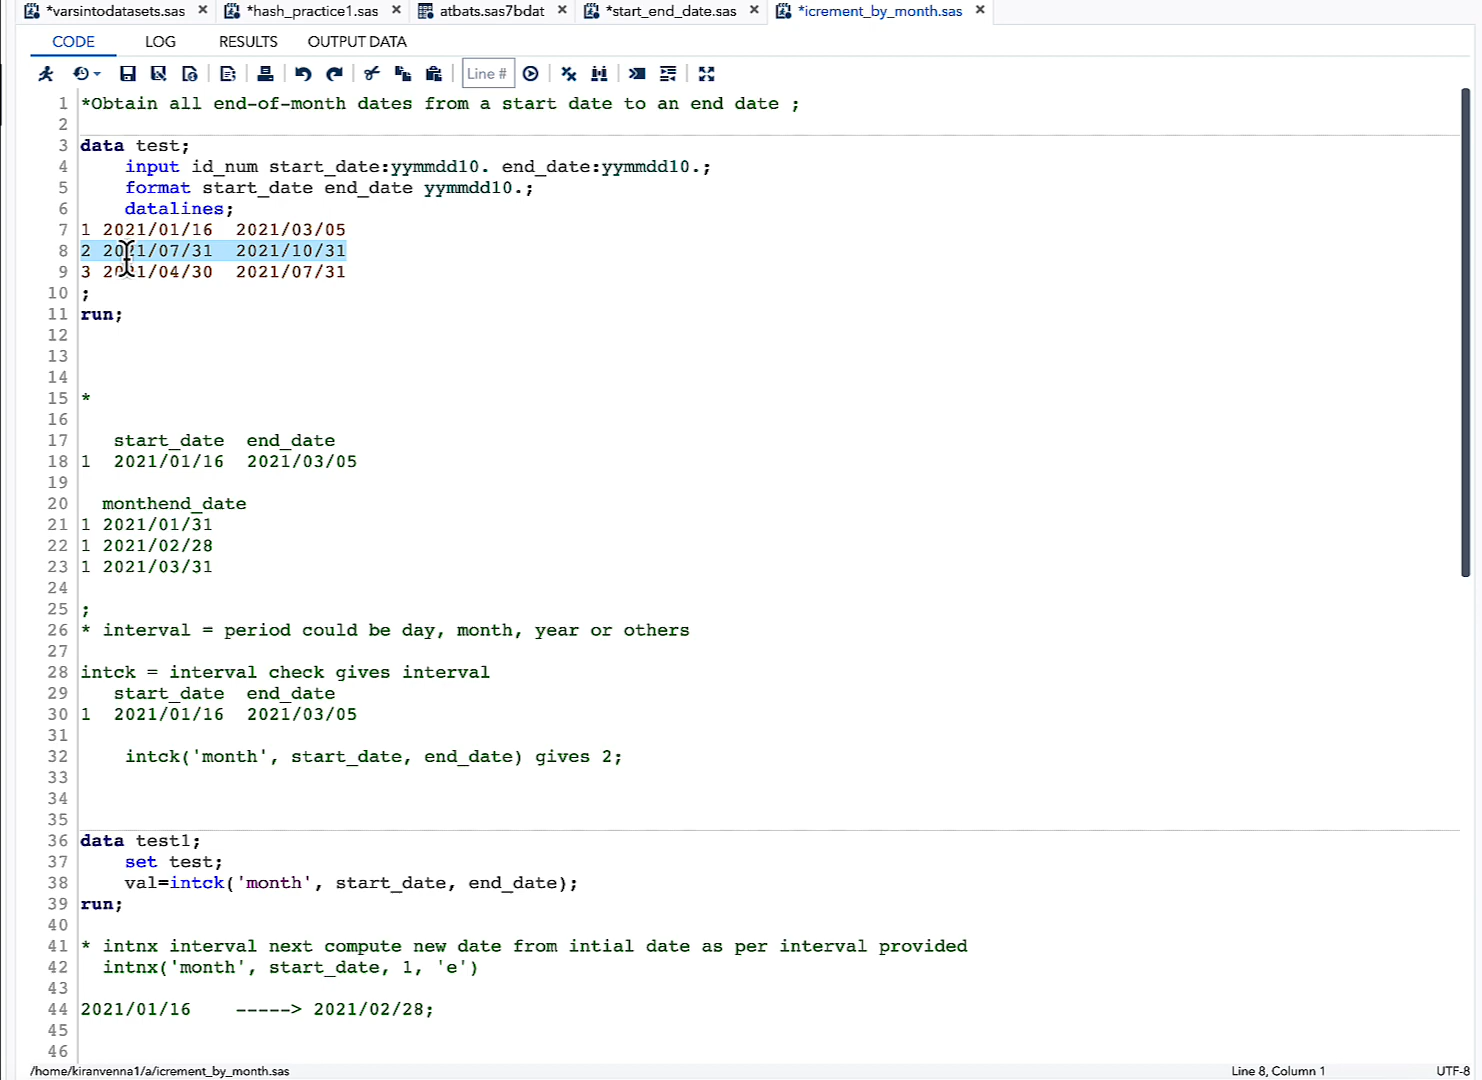 *varsintodatasets.sas × *hash_practice1.sas × atbats.sas7bdat × *start_end_date.sas × *icrement_by_month.sas ×
CODE LOG RESULTS OUTPUT DATA
Line #
1 *Obtain all end-of-month dates from a start date to an end date ;
2
3 data test;
4 input id_num start_date:yymmdd10. end_date:yymmdd10.;
5 format start_date end_date yymmdd10.;
6 datalines;
7 1 2021/01/16 2021/03/05
8 2 2021/07/31 2021/10/31
9 3 2021/04/30 2021/07/31
10 ;
11 run;
12
13
14
15 *
16
17 start_date end_date
18 1 2021/01/16 2021/03/05
19
20 monthend_date
21 1 2021/01/31
22 1 2021/02/28
23 1 2021/03/31
24
25 ;
26 * interval = period could be day, month, year or others
27
28 intck = interval check gives interval
29 start_date end_date
30 1 2021/01/16 2021/03/05
31
32 intck('month', start_date, end_date) gives 2;
33
34
35
36 data test1;
37 set test;
38 val=intck('month', start_date, end_date);
39 run;
40
41 * intnx interval next compute new date from intial date as per interval provided
42 intnx('month', start_date, 1, 'e')
43
44 2021/01/16 -----> 2021/02/28;
45
46
/home/kiranvenna1/a/icrement_by_month.sas Line 8, Column 1 UTF-8